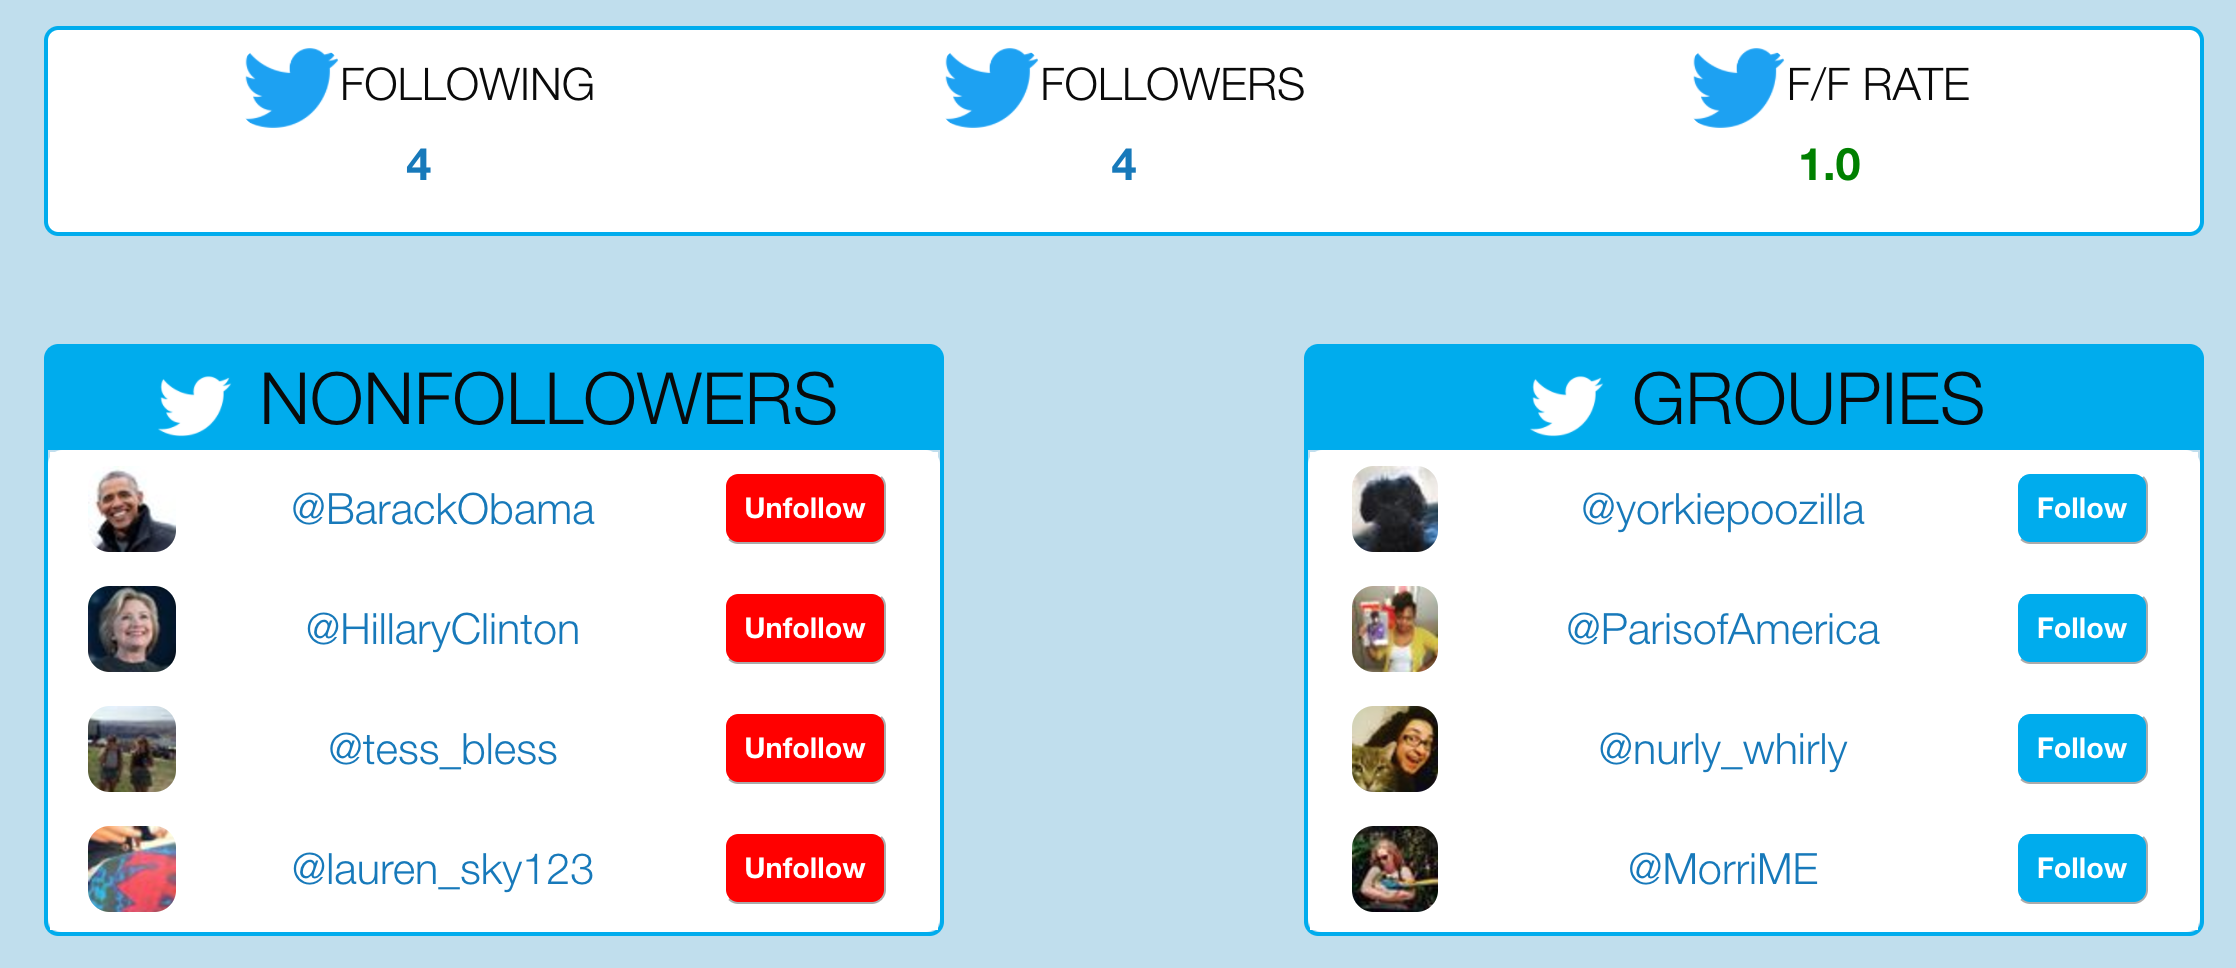 FOLLOWING
4
FOLLOWERS
4
F/F RATE
1.0
NONFOLLOWERS
@BarackObama Unfollow
@HillaryClinton Unfollow
@tess_bless Unfollow
@lauren_sky123 Unfollow
GROUPIES
@yorkiepoozilla Follow
@ParisofAmerica Follow
@nurly_whirly Follow
@MorriME Follow